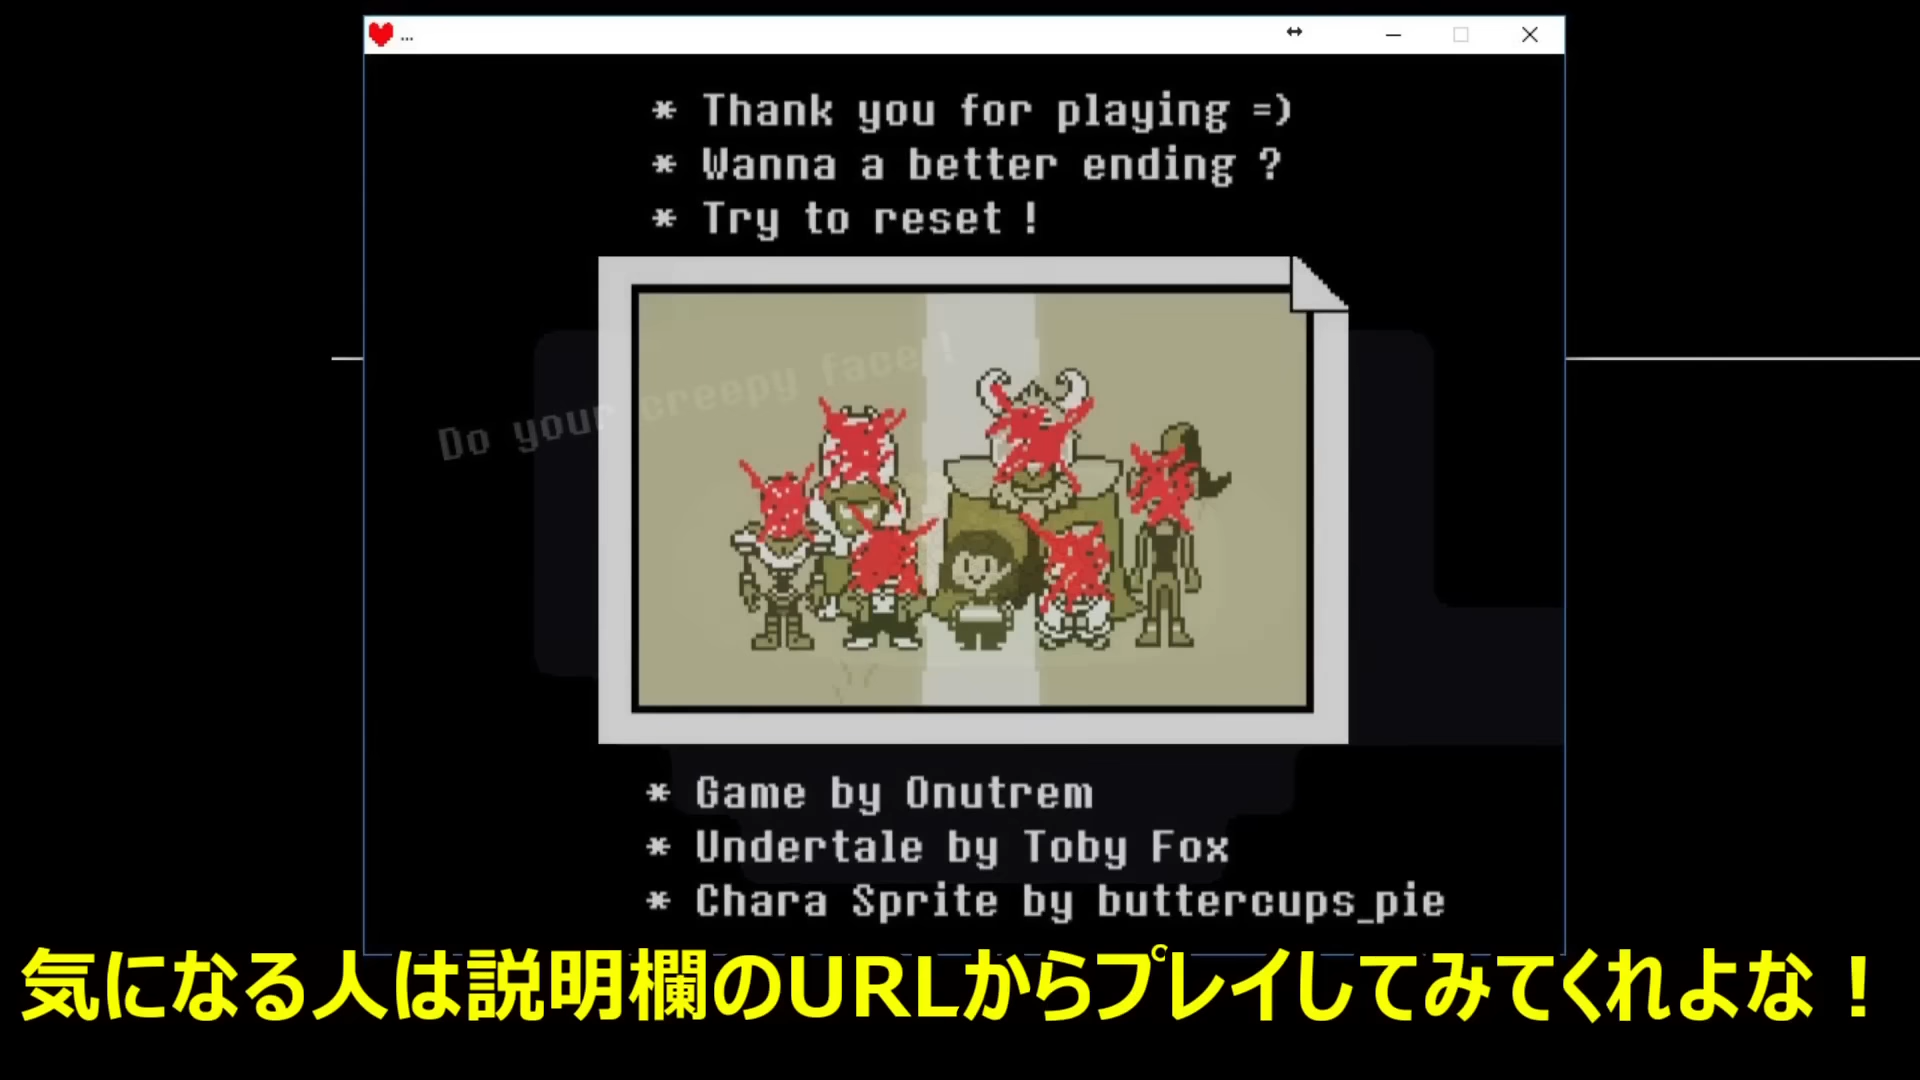 ...
* Thank you for playing =)
* Wanna a better ending ?
* Try to reset !
Do your creepy face !
* Game by Onutrem
* Undertale by Toby Fox
* Chara Sprite by buttercups_pie
気になる人は説明欄のURLからプレイしてみてくれよな！